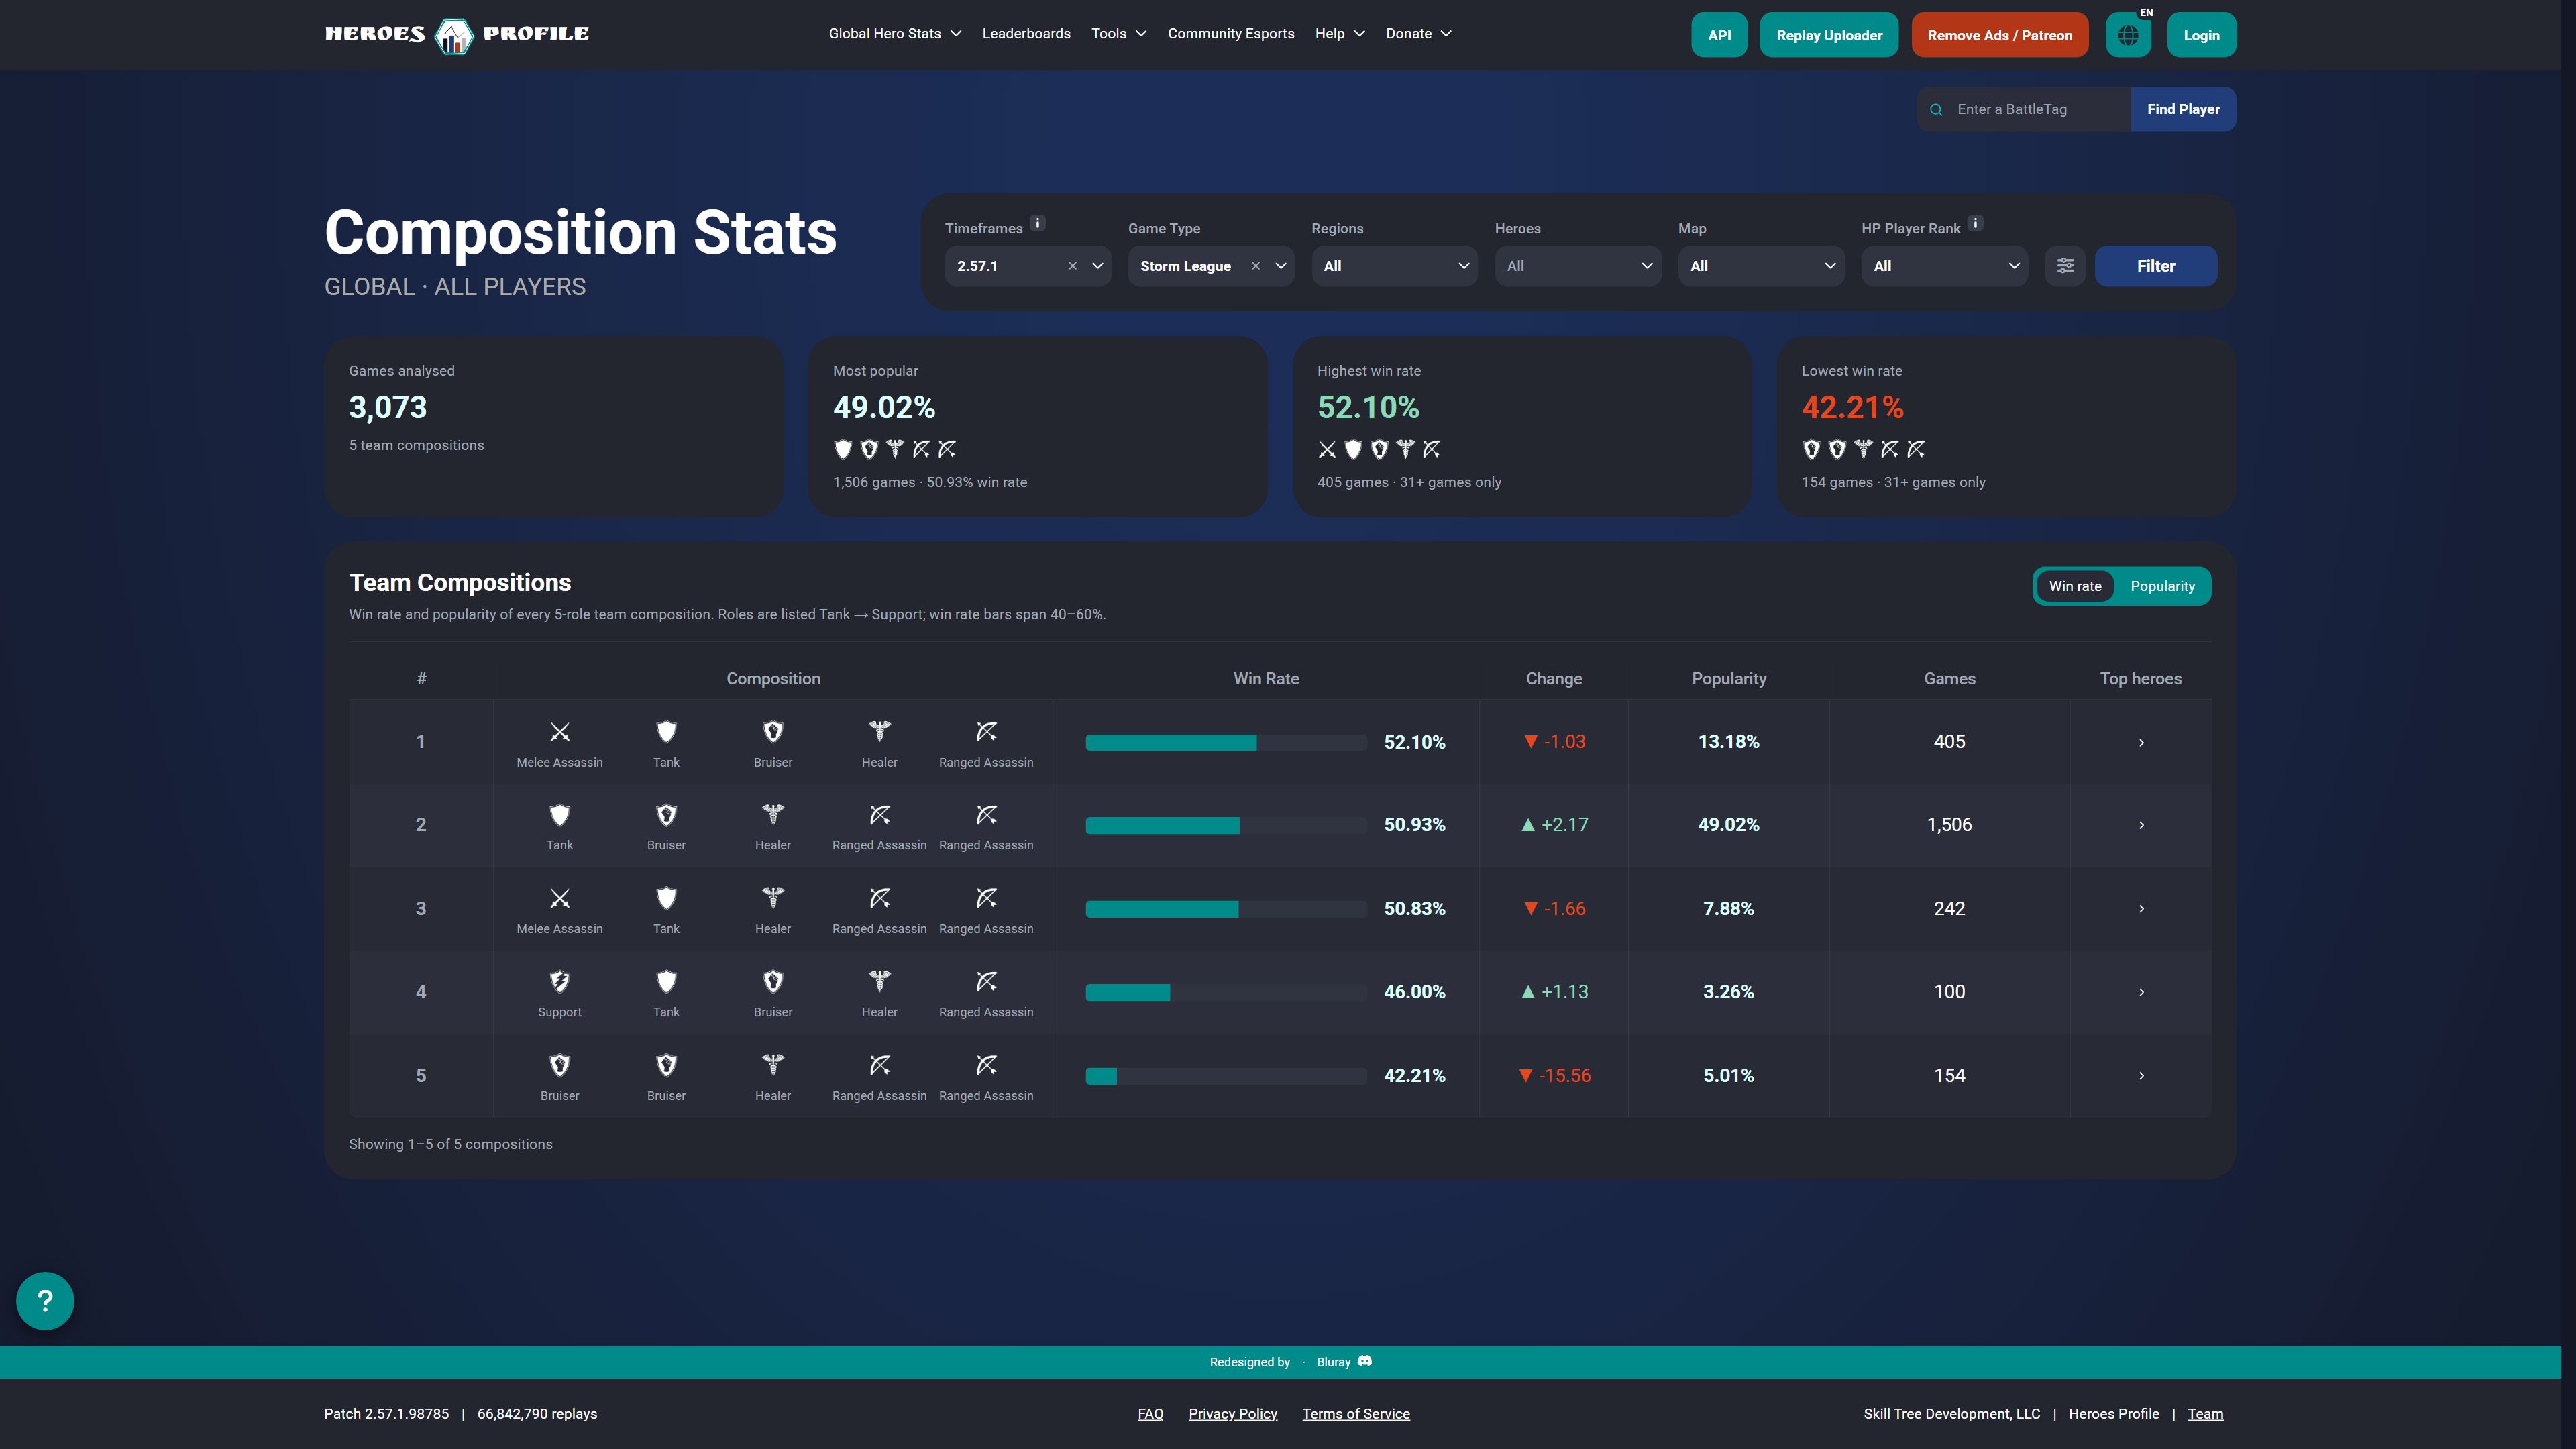 HEROES PROFILE
Global Hero Stats Leaderboards Tools Community Esports Help Donate
API Replay Uploader Remove Ads / Patreon EN Login
Enter a BattleTag Find Player
Composition Stats
GLOBAL · ALL PLAYERS
Timeframes i Game Type Regions Heroes Map HP Player Rank i
2.57.1 × Storm League × All All All All Filter
Games analysed
3,073
5 team compositions
Most popular
49.02%
1,506 games · 50.93% win rate
Highest win rate
52.10%
405 games · 31+ games only
Lowest win rate
42.21%
154 games · 31+ games only
Team Compositions
Win rate Popularity
Win rate and popularity of every 5-role team composition. Roles are listed Tank → Support; win rate bars span 40–60%.
# Composition Win Rate Change Popularity Games Top heroes
1 Melee Assassin Tank Bruiser Healer Ranged Assassin 52.10% ▼ -1.03 13.18% 405 ›
2 Tank Bruiser Healer Ranged Assassin Ranged Assassin 50.93% ▲ +2.17 49.02% 1,506 ›
3 Melee Assassin Tank Healer Ranged Assassin Ranged Assassin 50.83% ▼ -1.66 7.88% 242 ›
4 Support Tank Bruiser Healer Ranged Assassin 46.00% ▲ +1.13 3.26% 100 ›
5 Bruiser Bruiser Healer Ranged Assassin Ranged Assassin 42.21% ▼ -15.56 5.01% 154 ›
Showing 1–5 of 5 compositions
?
Redesigned by · Bluray
Patch 2.57.1.98785 | 66,842,790 replays
FAQ Privacy Policy Terms of Service
Skill Tree Development, LLC | Heroes Profile | Team